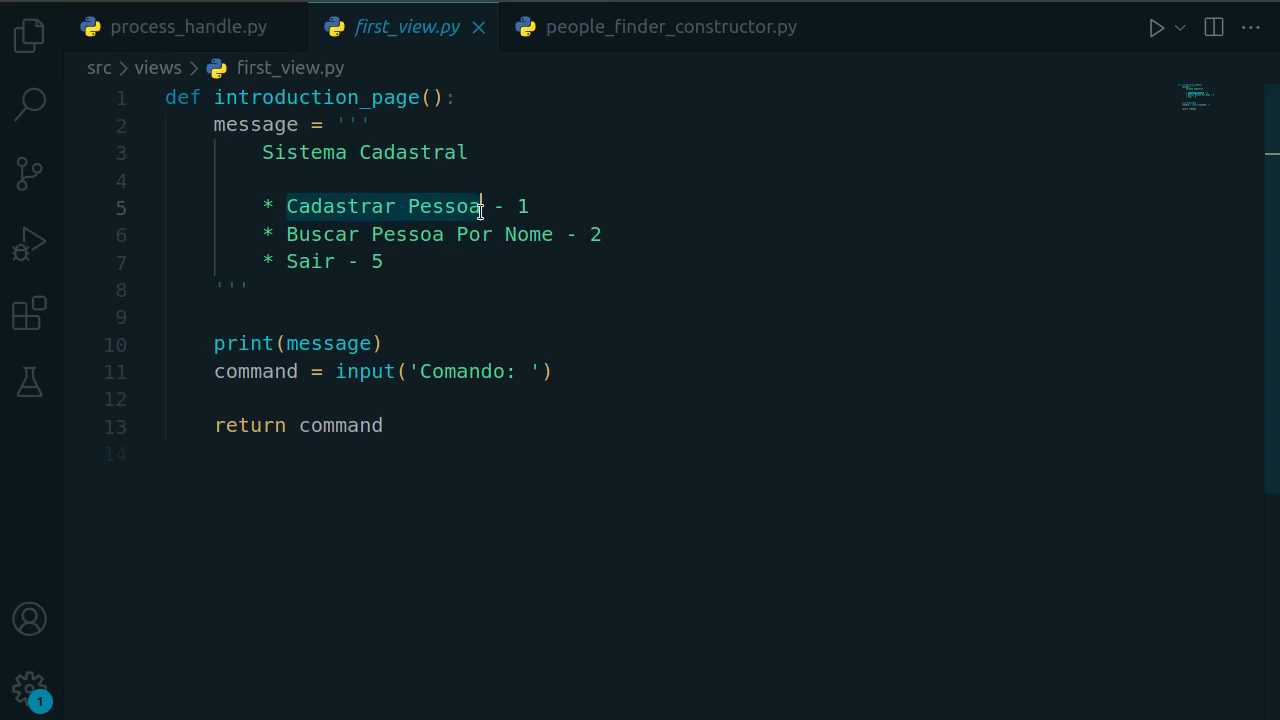 process_handle.py first_view.py people_finder_constructor.py
src views first_view.py
1 def introduction_page():
2 message = '''
3 Sistema Cadastral
4
5 * Cadastrar Pessoa - 1
6 * Buscar Pessoa Por Nome - 2
7 * Sair - 5
8 '''
9
10 print(message)
11 command = input('Comando: ')
12
13 return command
14
1